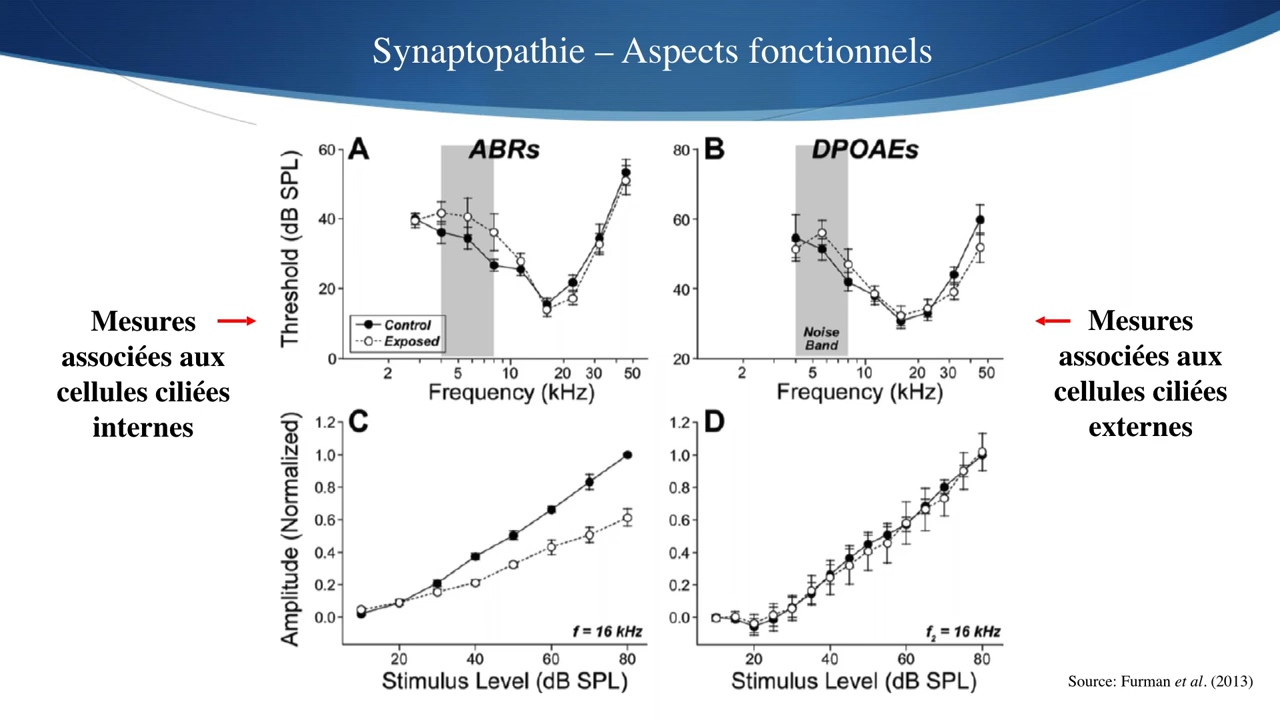 Synaptopathie – Aspects fonctionnels
Mesures
associées aux
cellules ciliées
internes
A
ABRs
Threshold (dB SPL)
60
40
20
0
Control
Exposed
2
5
10
20
30
50
Frequency (kHz)
B
DPOAEs
80
60
40
20
Noise
Band
2
5
10
20
30
50
Frequency (kHz)
Mesures
associées aux
cellules ciliées
externes
C
Amplitude (Normalized)
1.2
1.0
0.8
0.6
0.4
0.2
0.0
f = 16 kHz
20
40
60
80
Stimulus Level (dB SPL)
D
1.2
1.0
0.8
0.6
0.4
0.2
0.0
f2 = 16 kHz
20
40
60
80
Stimulus Level (dB SPL)
Source: Furman et al. (2013)